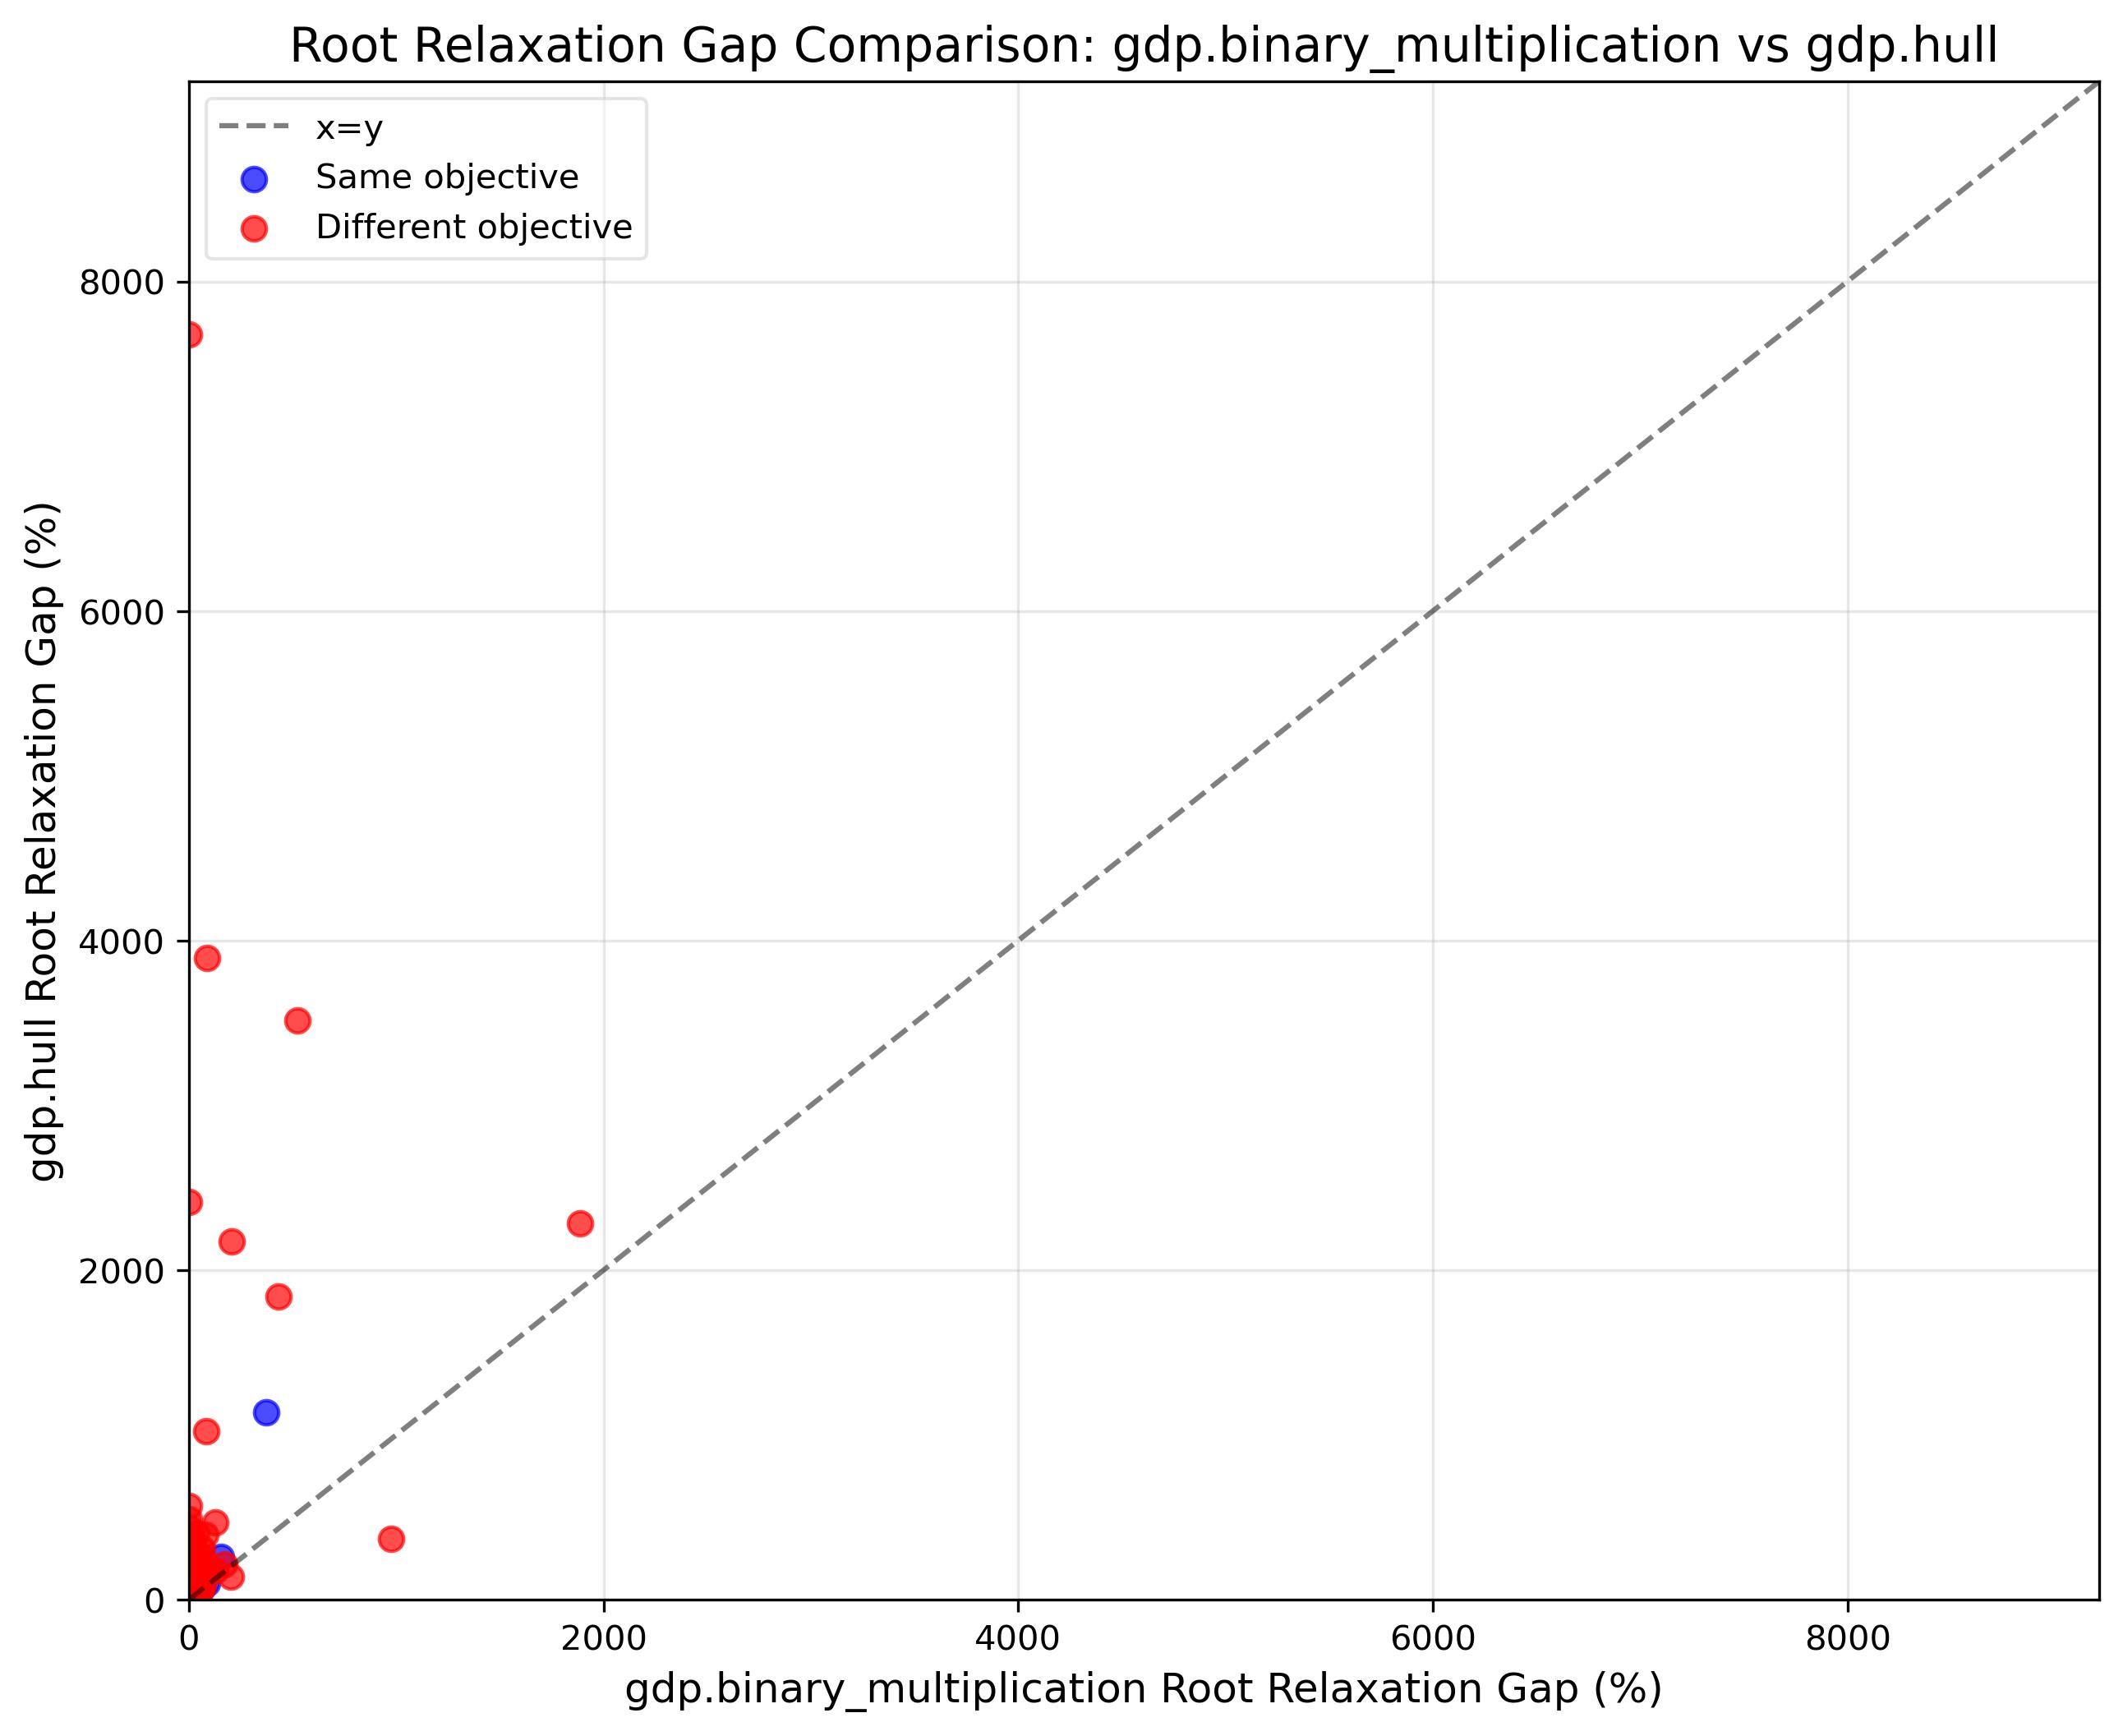 Root Relaxation Gap Comparison: gdp.binary_multiplication vs gdp.hull
x=y
Same objective
Different objective
gdp.hull Root Relaxation Gap (%)
8000
6000
4000
2000
0
0 2000 4000 6000 8000
gdp.binary_multiplication Root Relaxation Gap (%)